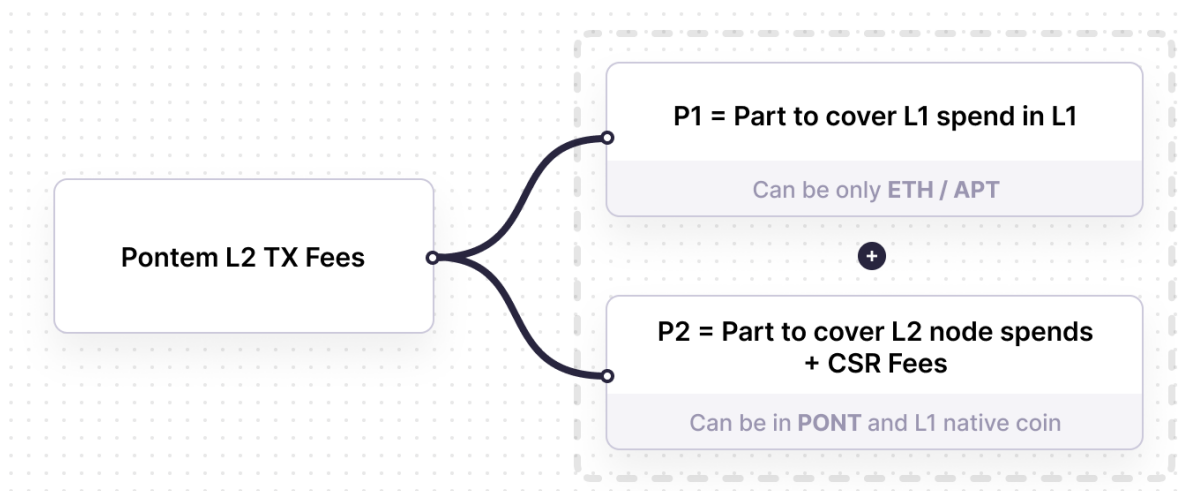 P1 = Part to cover L1 spend in L1
Can be only ETH / APT
Pontem L2 TX Fees
+
P2 = Part to cover L2 node spends
+ CSR Fees
Can be in PONT and L1 native coin